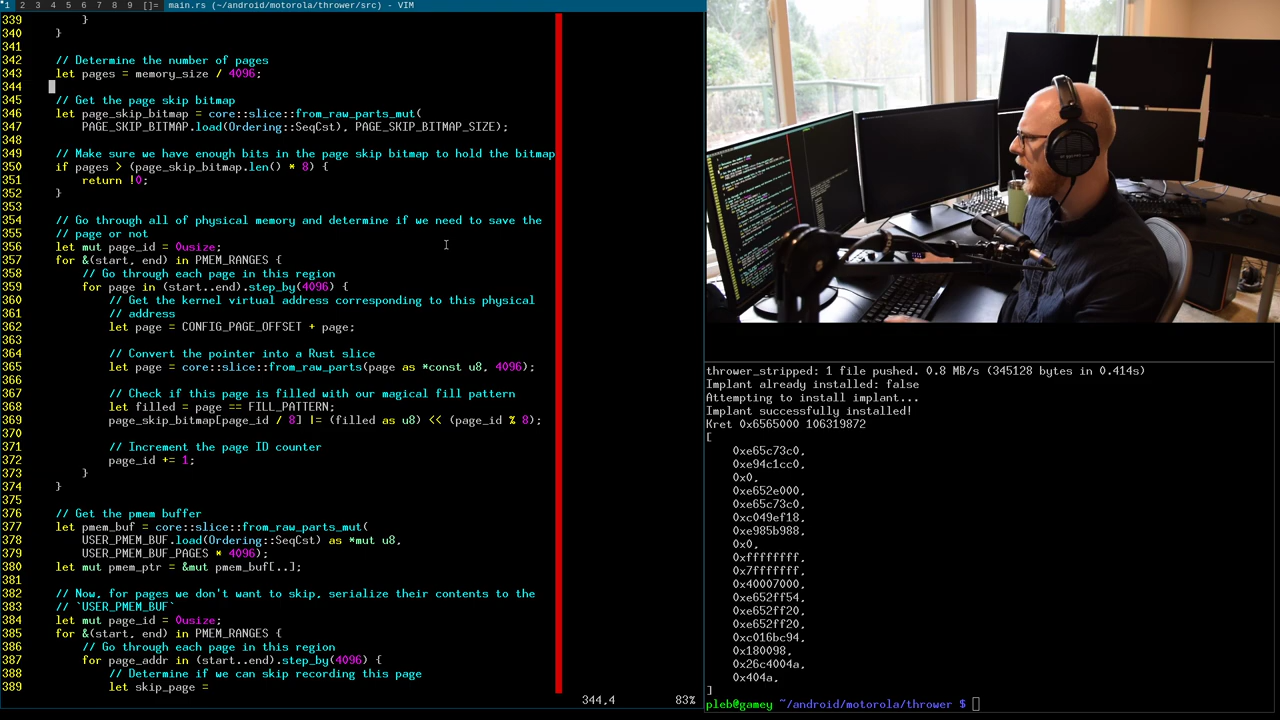 1 2 3 4 5 6 7 8 9 []= main.rs (~/android/motorola/thrower/src) - VIM
339         }
340     }
341
342     // Determine the number of pages
343     let pages = memory_size / 4096;
344
345     // Get the page skip bitmap
346     let page_skip_bitmap = core::slice::from_raw_parts_mut(
347         PAGE_SKIP_BITMAP.load(Ordering::SeqCst), PAGE_SKIP_BITMAP_SIZE);
348
349     // Make sure we have enough bits in the page skip bitmap to hold the bitmap
350     if pages > (page_skip_bitmap.len() * 8) {
351         return !0;
352     }
353
354     // Go through all of physical memory and determine if we need to save the
355     // page or not
356     let mut page_id = 0usize;
357     for &(start, end) in PMEM_RANGES {
358         // Go through each page in this region
359         for page in (start..end).step_by(4096) {
360             // Get the kernel virtual address corresponding to this physical
361             // address
362             let page = CONFIG_PAGE_OFFSET + page;
363
364             // Convert the pointer into a Rust slice
365             let page = core::slice::from_raw_parts(page as *const u8, 4096);
366
367             // Check if this page is filled with our magical fill pattern
368             let filled = page == FILL_PATTERN;
369             page_skip_bitmap[page_id / 8] |= (filled as u8) << (page_id % 8);
370
371             // Increment the page ID counter
372             page_id += 1;
373         }
374     }
375
376     // Get the pmem buffer
377     let pmem_buf = core::slice::from_raw_parts_mut(
378         USER_PMEM_BUF.load(Ordering::SeqCst) as *mut u8,
379         USER_PMEM_BUF_PAGES * 4096);
380     let mut pmem_ptr = &mut pmem_buf[..];
381
382     // Now, for pages we don't want to skip, serialize their contents to the
383     // `USER_PMEM_BUF`
384     let mut page_id = 0usize;
385     for &(start, end) in PMEM_RANGES {
386         // Go through each page in this region
387         for page_addr in (start..end).step_by(4096) {
388             // Determine if we can skip recording this page
389             let skip_page =
344,4 83%
thrower_stripped: 1 file pushed. 0.8 MB/s (345128 bytes in 0.414s)
Implant already installed: false
Attempting to install implant...
Implant successfully installed!
Kret 0x6565000 106319872
[
    0xe65c73c0,
    0xe94c1cc0,
    0x0,
    0xe652e000,
    0xe65c73c0,
    0xc049ef18,
    0xe985b988,
    0x0,
    0xffffffff,
    0x7fffffff,
    0x40007000,
    0xe652ff54,
    0xe652ff20,
    0xe652ff20,
    0xc016bc94,
    0x180098,
    0x26c4004a,
    0x404a,
]
pleb@gamey ~/android/motorola/thrower $